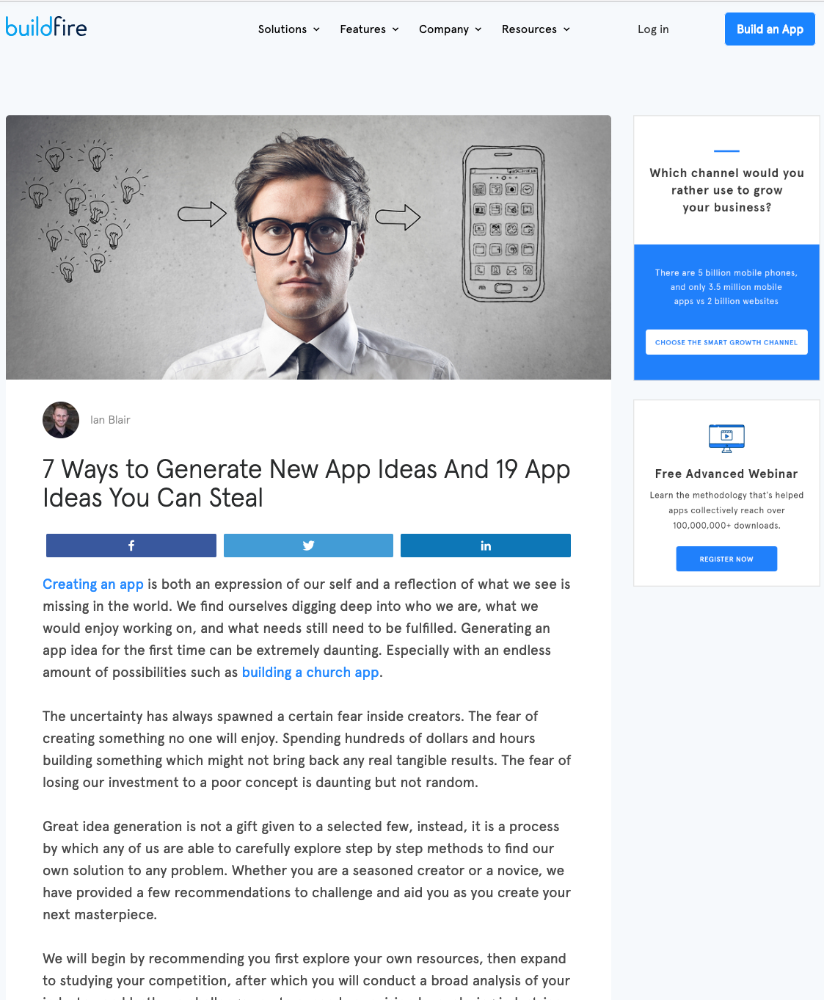 buildfire
Solutions
Features
Company
Resources
Log in
Build an App
Ian Blair
7 Ways to Generate New App Ideas And 19 App
Ideas You Can Steal
Creating an app is both an expression of our self and a reflection of what we see is
missing in the world. We find ourselves digging deep into who we are, what we
would enjoy working on, and what needs still need to be fulfilled. Generating an
app idea for the first time can be extremely daunting. Especially with an endless
amount of possibilities such as building a church app.
The uncertainty has always spawned a certain fear inside creators. The fear of
creating something no one will enjoy. Spending hundreds of dollars and hours
building something which might not bring back any real tangible results. The fear of
losing our investment to a poor concept is daunting but not random.
Great idea generation is not a gift given to a selected few, instead, it is a process
by which any of us are able to carefully explore step by step methods to find our
own solution to any problem. Whether you are a seasoned creator or a novice, we
have provided a few recommendations to challenge and aid you as you create your
next masterpiece.
We will begin by recommending you first explore your own resources, then expand
to studying your competition, after which you will conduct a broad analysis of your
Which channel would you
rather use to grow
your business?
There are 5 billion mobile phones,
and only 3.5 million mobile
apps vs 2 billion websites
CHOOSE THE SMART GROWTH CHANNEL
Free Advanced Webinar
Learn the methodology that's helped
apps collectively reach over
100,000,000+ downloads.
REGISTER NOW